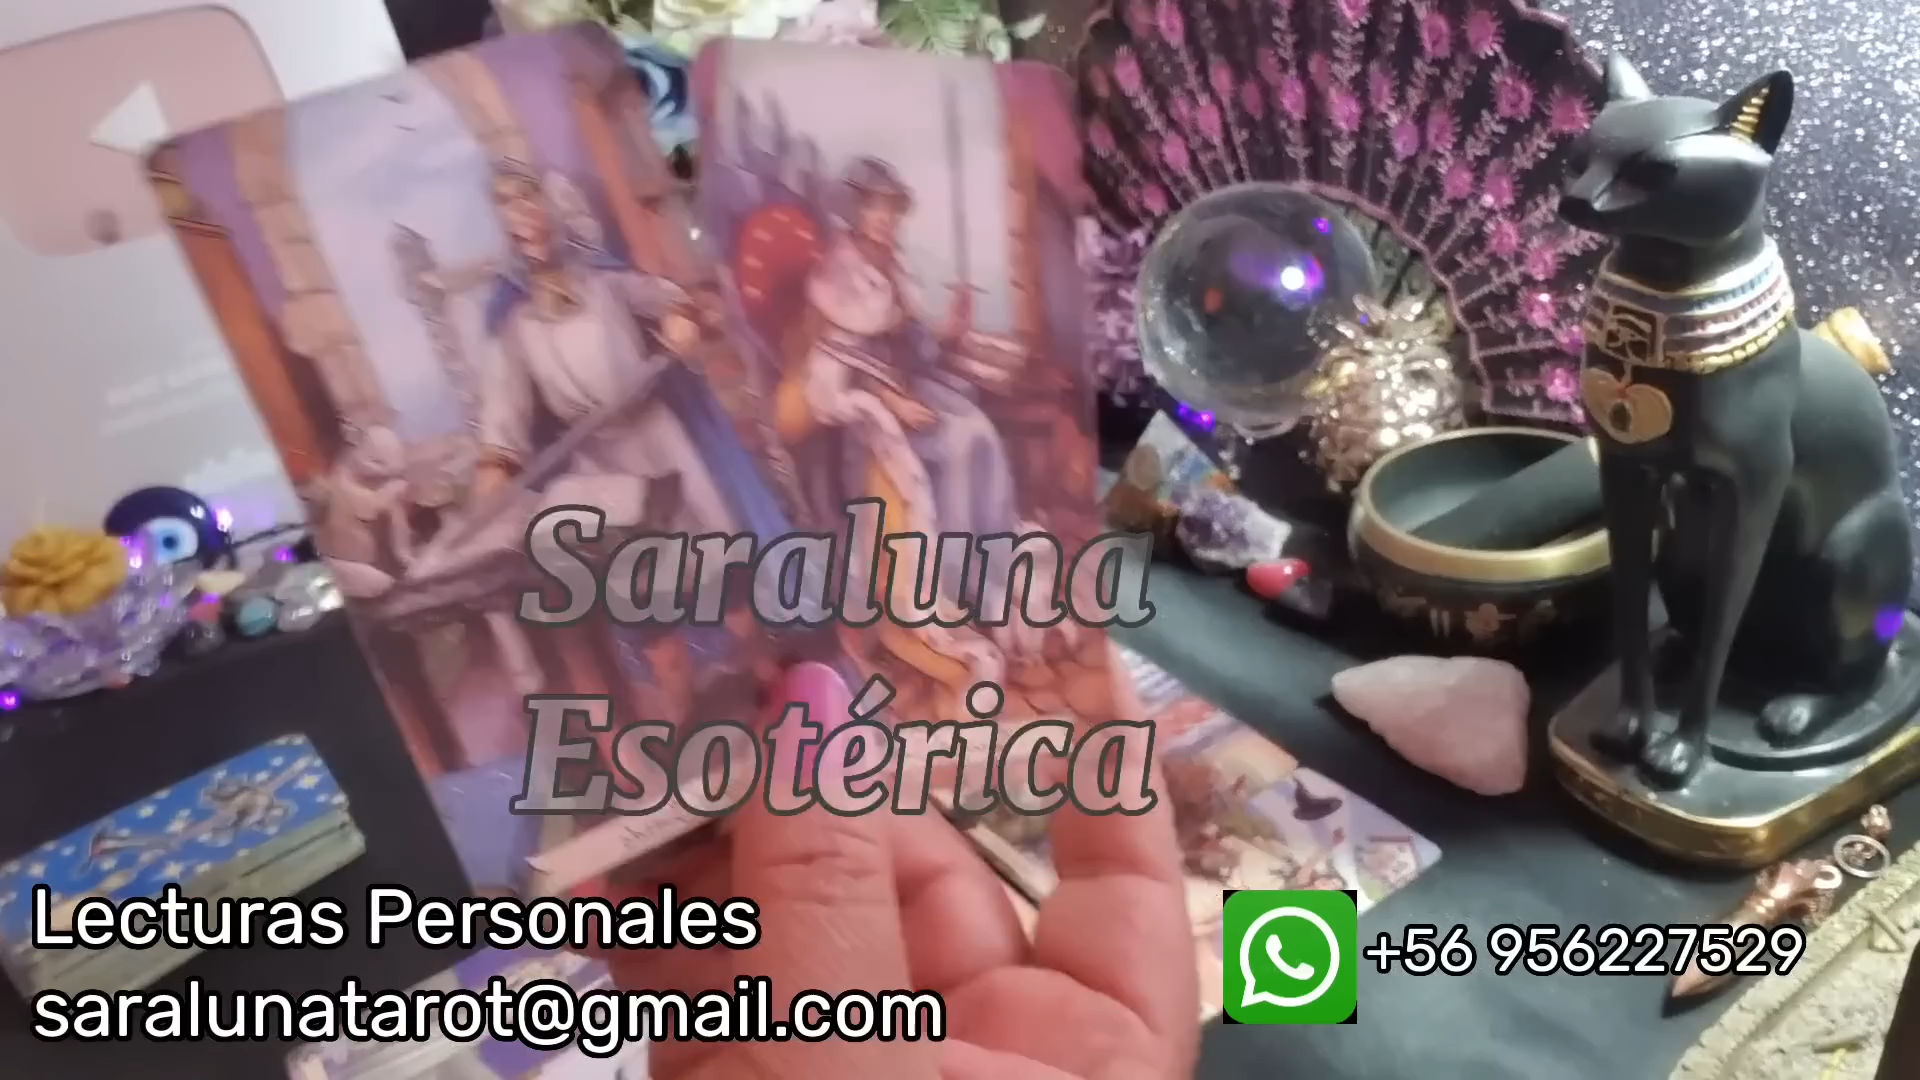 Saraluna
Esotérica
Lecturas Personales
saralunatarot@gmail.com
+56 956227529